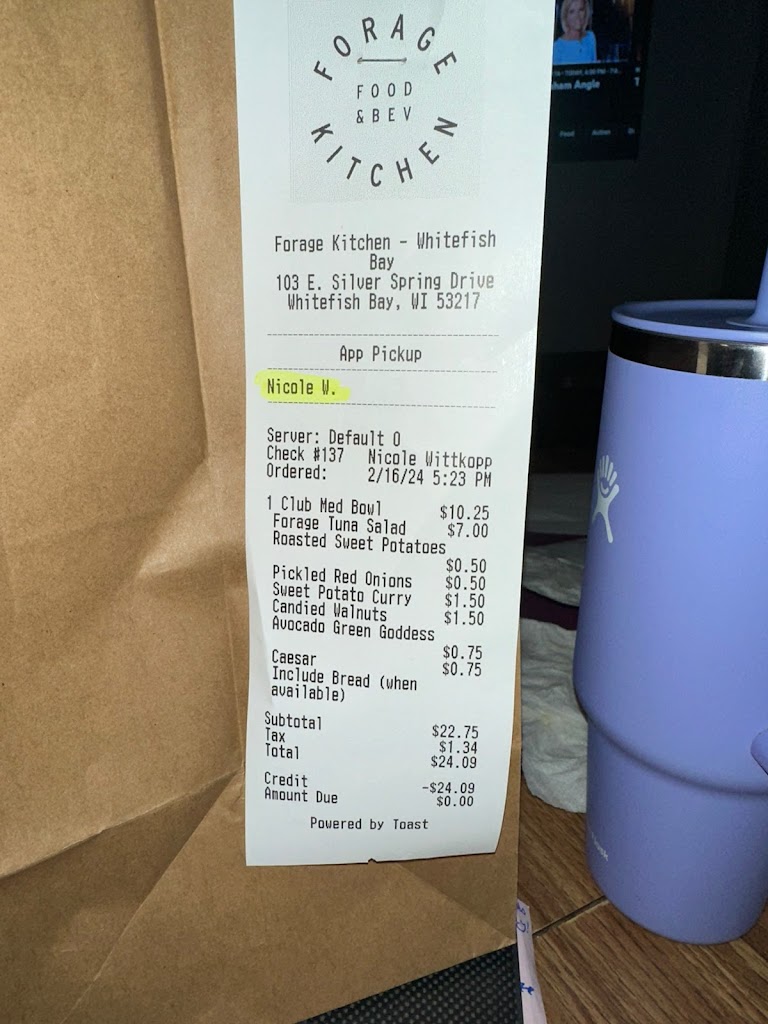 FORAGE
FOOD
& BEV
KITCHEN
Forage Kitchen - Whitefish
Bay
103 E. Silver Spring Drive
Whitefish Bay, WI 53217
App Pickup
Nicole W.
Server: Default 0
Check #137 Nicole Wittkopp
Ordered: 2/16/24 5:23 PM
1 Club Med Bowl $10.25
Forage Tuna Salad $7.00
Roasted Sweet Potatoes
$0.50
Pickled Red Onions $0.50
Sweet Potato Curry $1.50
Candied Walnuts $1.50
Avocado Green Goddess
$0.75
Caesar $0.75
Include Bread (when
available)
Subtotal $22.75
Tax $1.34
Total $24.09
Credit -$24.09
Amount Due $0.00
Powered by Toast
ham Angle
Food
Action